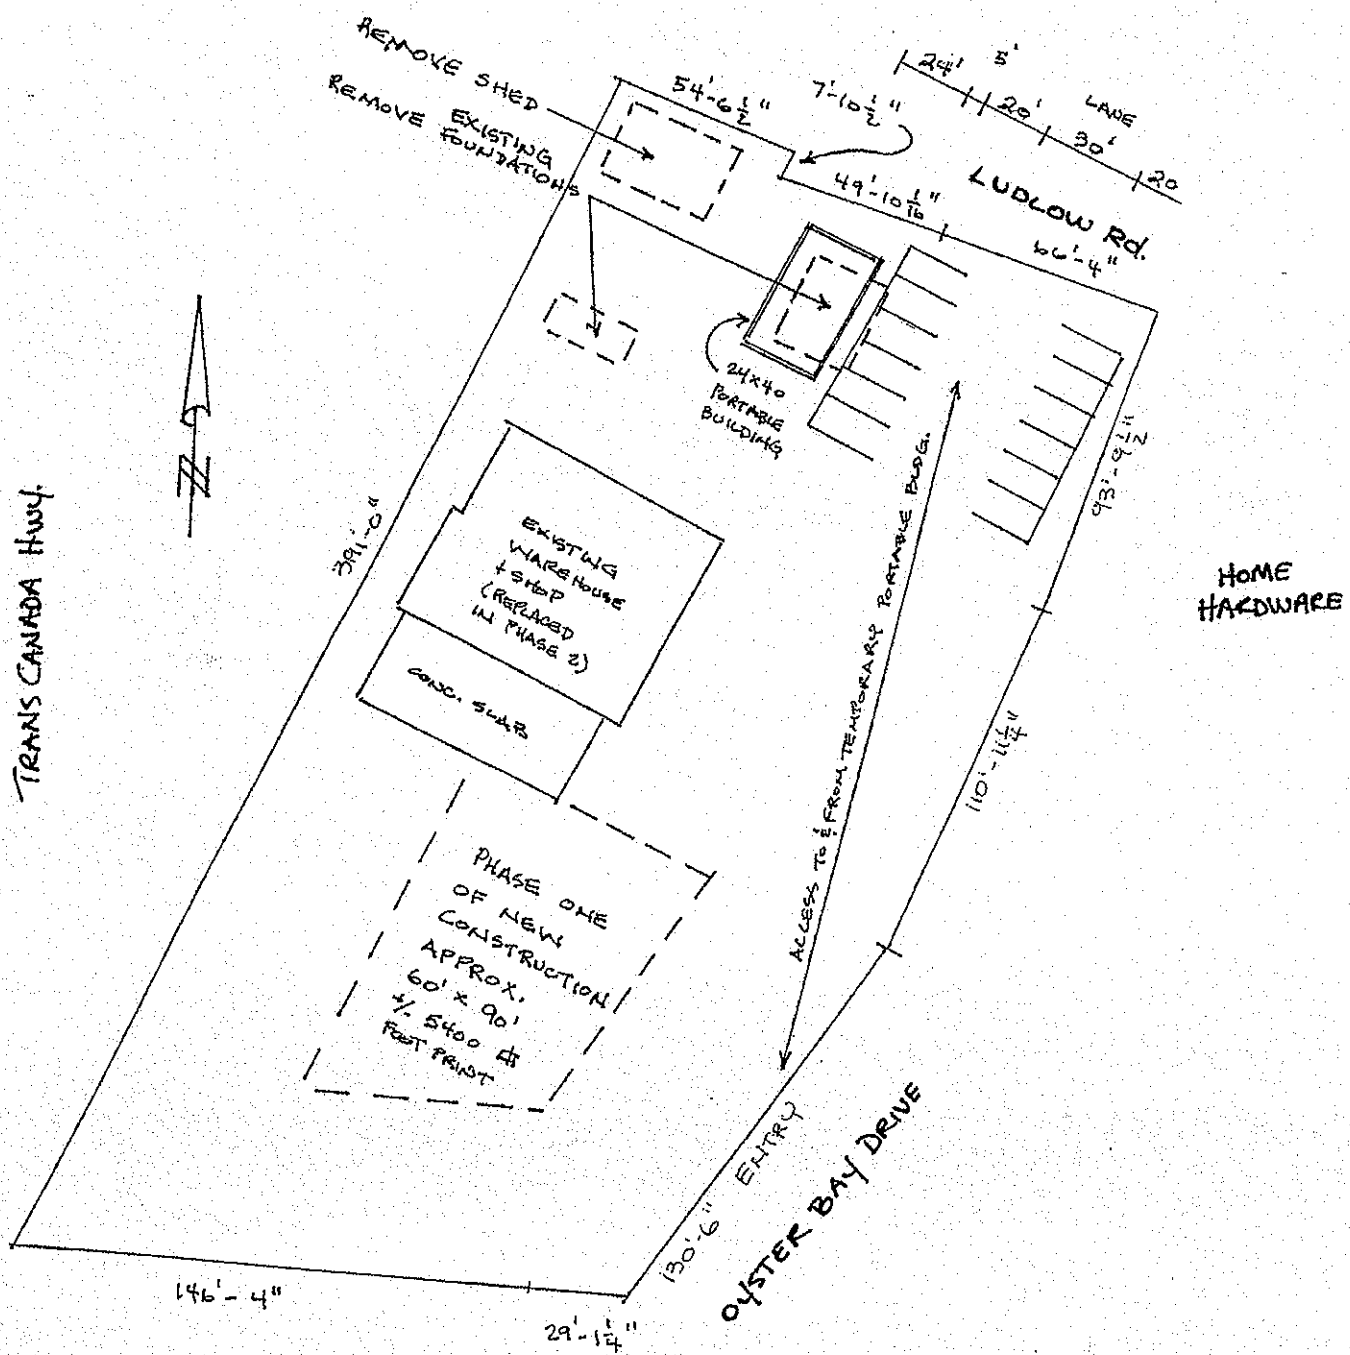 REMOVE SHED
REMOVE EXISTING
FOUNDATIONS
54'-6 1/2"
7'-10 1/2"
24'
5'
20'
LANE
30'
20
49'-10 1/16"
LUDLOW Rd.
66'-4"
24x40
PORTABLE
BUILDING
93'-9 1/2"
HOME
HARDWARE
TRANS CANADA HWY.
391'-0"
EXISTING
WAREHOUSE
+ SHOP
(REPLACED
IN PHASE 2)
CONC. SLAB
ACCESS TO & FROM TEMPORARY PORTABLE BLDG.
110'-11 1/4"
PHASE ONE
OF NEW
CONSTRUCTION
APPROX.
60' x 90'
+/- 5400
FOOT PRINT
ENTRY
130'-6"
OYSTER BAY DRIVE
146'-4"
29'-1 1/4"